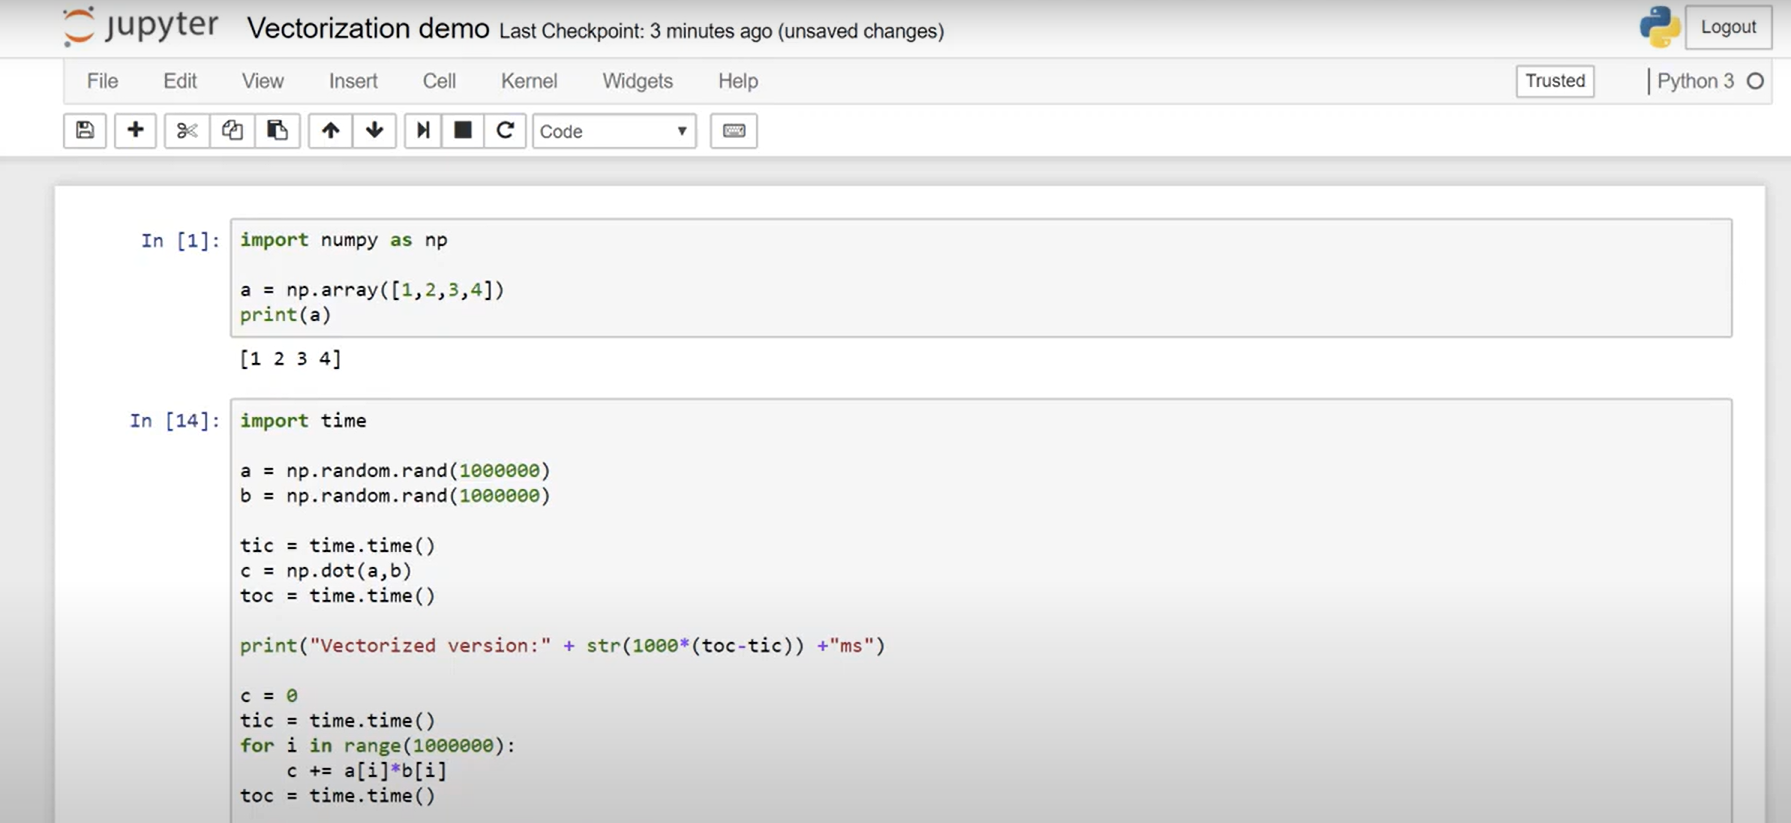 jupyter Vectorization demo Last Checkpoint: 3 minutes ago (unsaved changes) Logout
File Edit View Insert Cell Kernel Widgets Help Trusted Python 3
Code
In [1]: import numpy as np
a = np.array([1,2,3,4])
print(a)
[1 2 3 4]
In [14]: import time
a = np.random.rand(1000000)
b = np.random.rand(1000000)
tic = time.time()
c = np.dot(a,b)
toc = time.time()
print("Vectorized version:" + str(1000*(toc-tic)) +"ms")
c = 0
tic = time.time()
for i in range(1000000):
    c += a[i]*b[i]
toc = time.time()